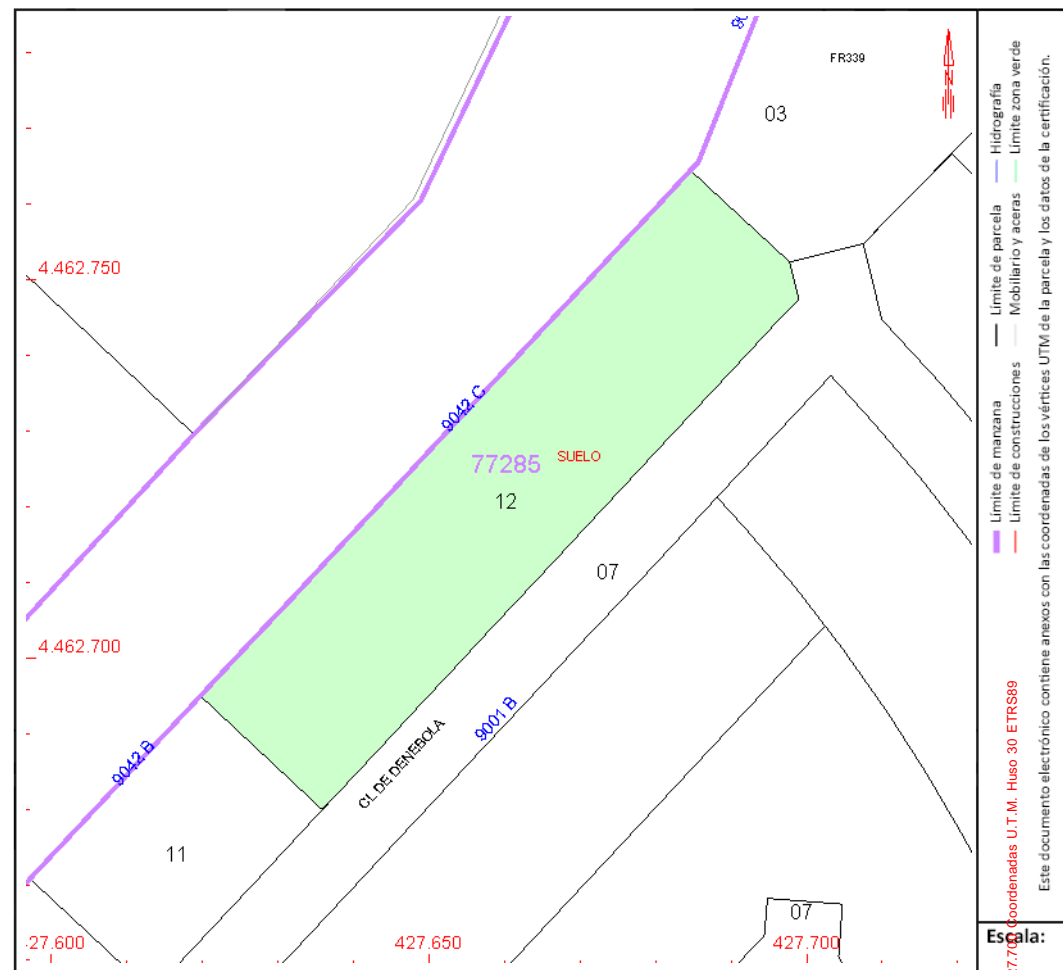 90
FR339
03
4.462.750
9042 C
77285
SUELO
12
07
4.462.700
9042 B
CL DE DENEBOLA
9001 B
11
07
27.600
427.650
427.700
Límite de manzana
Límite de parcela
Hidrografía
Límite de construcciones
Mobiliario y aceras
Límite zona verde
Este documento electrónico contiene anexos con las coordenadas de los vértices UTM de la parcela y los datos de la certificación.
Coordenadas U.T.M. Huso 30 ETRS89
Escala: